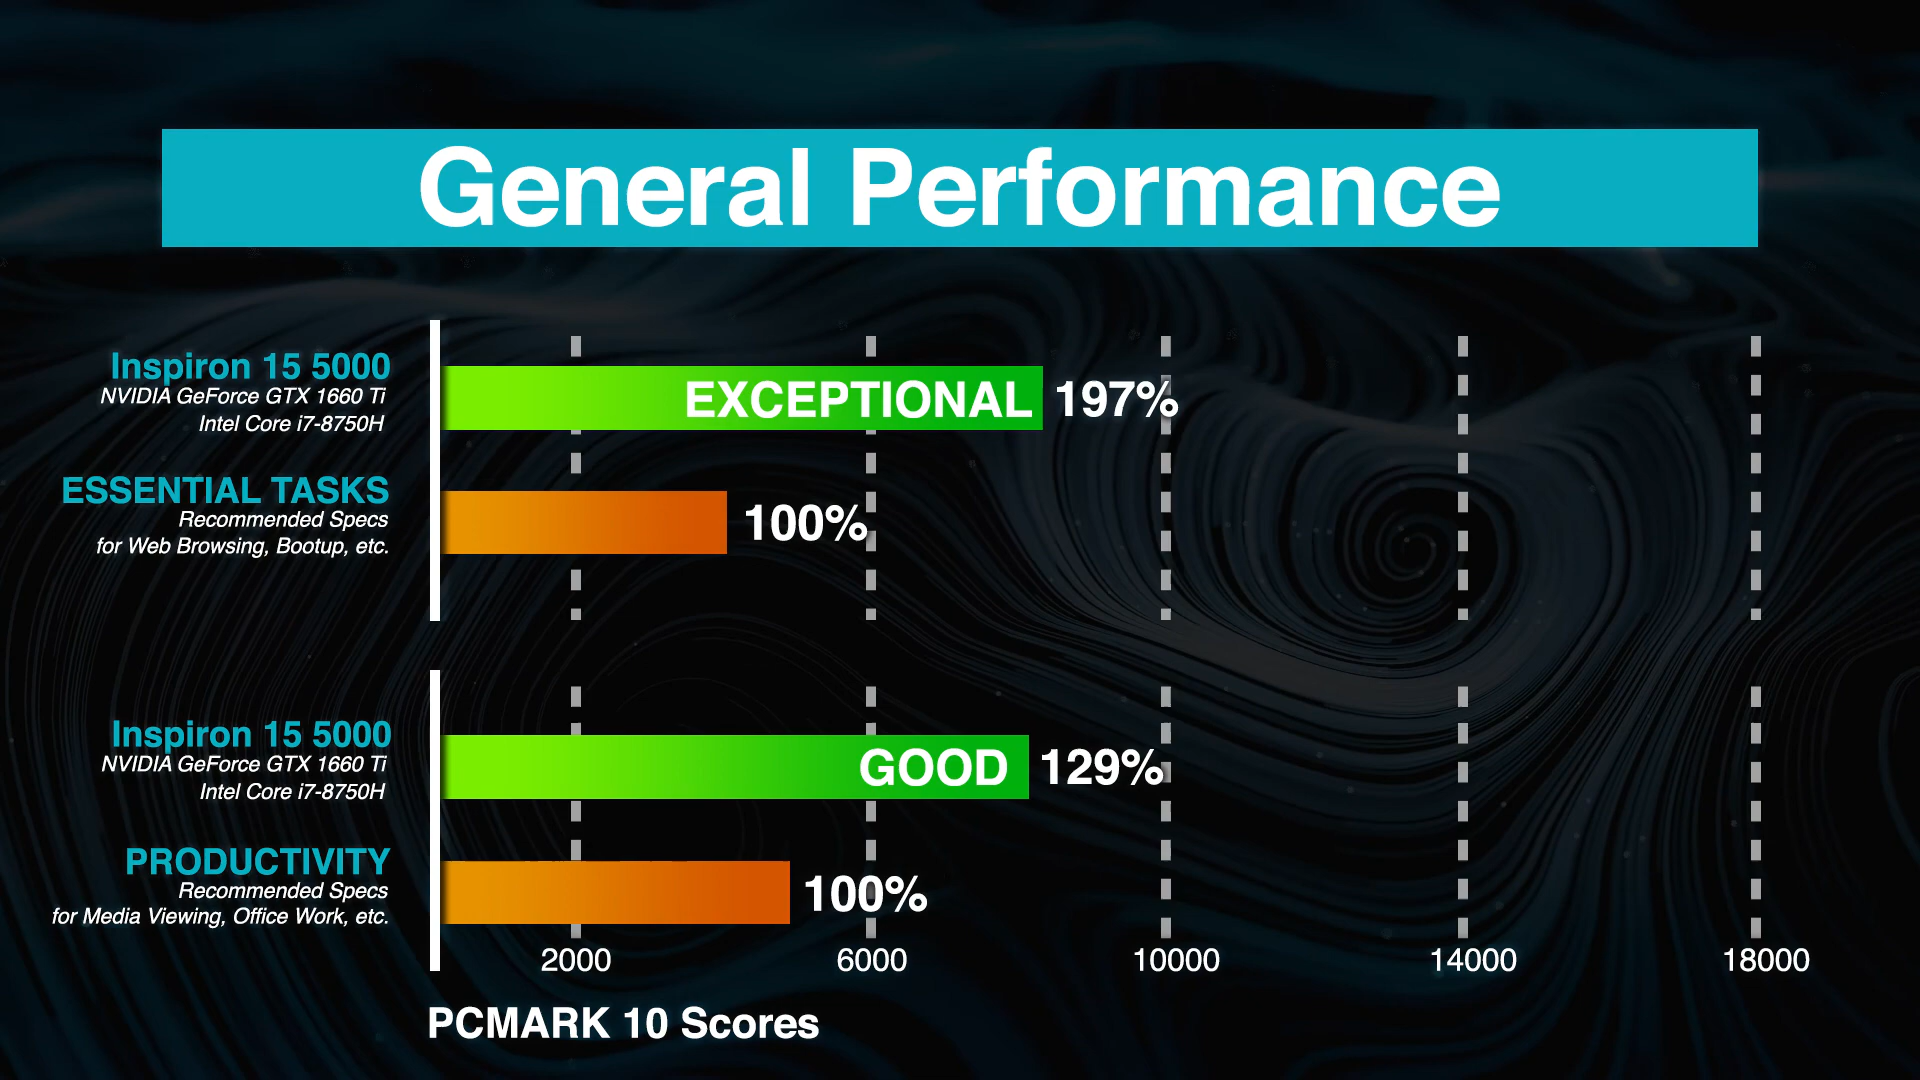 General Performance
Inspiron 15 5000
NVIDIA GeForce GTX 1660 Ti
Intel Core i7-8750H
EXCEPTIONAL 197%
ESSENTIAL TASKS
Recommended Specs
for Web Browsing, Bootup, etc.
100%
Inspiron 15 5000
NVIDIA GeForce GTX 1660 Ti
Intel Core i7-8750H
GOOD 129%
PRODUCTIVITY
Recommended Specs
for Media Viewing, Office Work, etc.
100%
2000 6000 10000 14000 18000
PCMARK 10 Scores